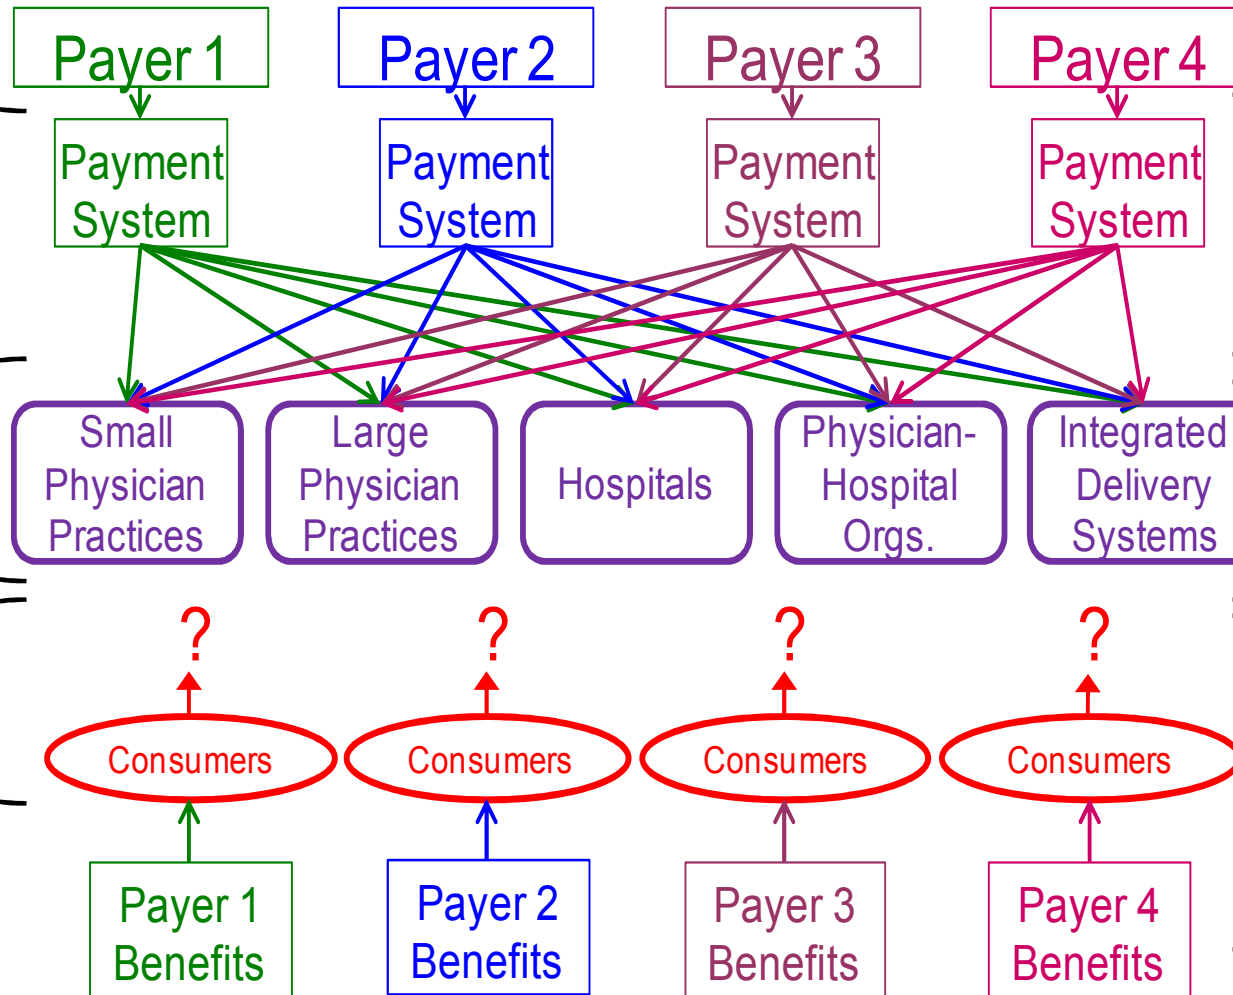 Payer 1
Payer 2
Payer 3
Payer 4
Payment
System
Payment
System
Payment
System
Payment
System
Small
Physician
Practices
Large
Physician
Practices
Hospitals
Physician-
Hospital
Orgs.
Integrated
Delivery
Systems
?
?
?
?
Consumers
Consumers
Consumers
Consumers
Payer 1
Benefits
Payer 2
Benefits
Payer 3
Benefits
Payer 4
Benefits